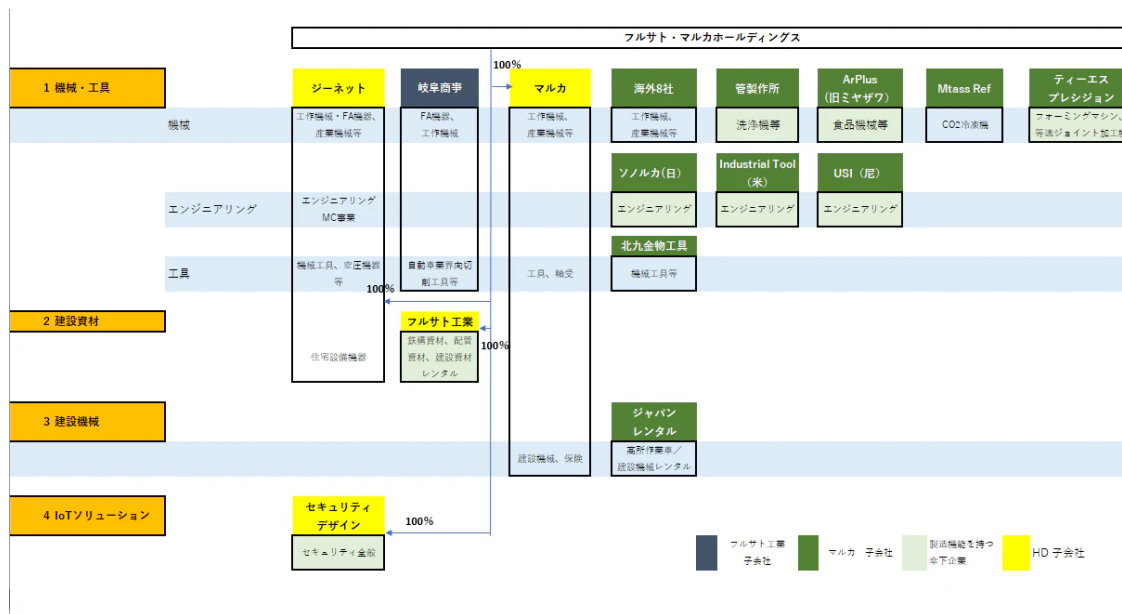 フルサト・マルカホールディングス
100%
1 機械・工具
ジーネット
岐阜商事
マルカ
海外8社
管製作所
ArPlus
(旧ミヤザワ)
Mtass Ref
ティーエス
プレシジョン
機械
工作機械・FA機器、
産業機械等
FA機器、
工作機械
工作機械、
産業機械等
工作機械、
産業機械等
洗浄機等
食品機械等
CO2冷凍機
フォーミングマシン、
等速ジョイント加工機
ソノルカ(日)
Industrial Tool
(米)
USI(尼)
エンジニアリング
エンジニアリング
MC事業
エンジニアリング
エンジニアリング
エンジニアリング
北九金物工具
工具
機械工具、空圧機器
等
自動車業界向切
削工具等
工具、軸受
機械工具等
100%
2 建設資材
フルサト工業
100%
住宅設備機器
鉄構資材、配管
資材、建設資材
レンタル
3 建設機械
ジャパン
レンタル
建設機械、保険
高所作業車／
建設機械レンタル
4 IoTソリューション
セキュリティ
デザイン
100%
セキュリティ全般
フルサト工業
子会社
マルカ 子会社
製造機能を持つ
傘下企業
HD 子会社